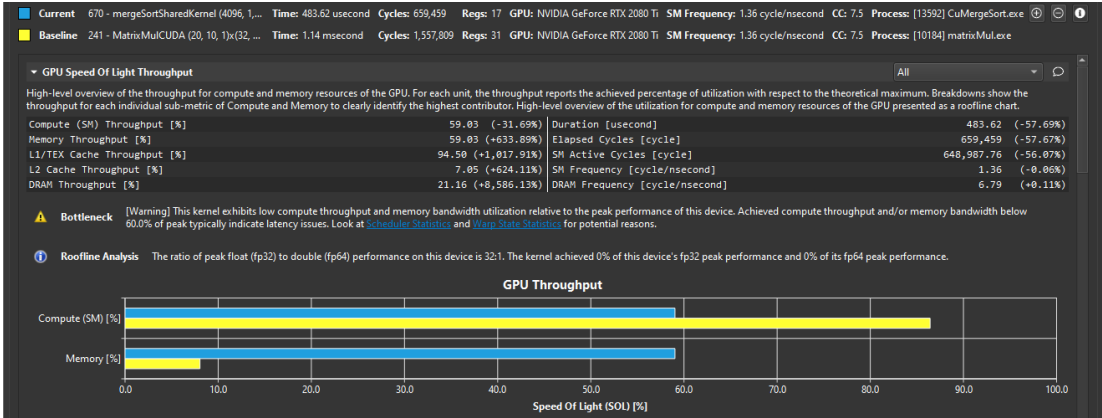 Current 670 - mergeSortSharedKernel (4096, 1,... Time: 483.62 usecond Cycles: 659,459 Regs: 17 GPU: NVIDIA GeForce RTX 2080 Ti SM Frequency: 1.36 cycle/nsecond CC: 7.5 Process: [13592] CuMergeSort.exe
Baseline 241 - MatrixMulCUDA (20, 10, 1)x(32, ... Time: 1.14 msecond Cycles: 1,557,809 Regs: 31 GPU: NVIDIA GeForce RTX 2080 Ti SM Frequency: 1.36 cycle/nsecond CC: 7.5 Process: [10184] matrixMul.exe
GPU Speed Of Light Throughput All
High-level overview of the throughput for compute and memory resources of the GPU. For each unit, the throughput reports the achieved percentage of utilization with respect to the theoretical maximum. Breakdowns show the
throughput for each individual sub-metric of Compute and Memory to clearly identify the highest contributor. High-level overview of the utilization for compute and memory resources of the GPU presented as a roofline chart.
Compute (SM) Throughput [%] 59.03 (-31.69%) Duration [usecond] 483.62 (-57.69%)
Memory Throughput [%] 59.03 (+633.89%) Elapsed Cycles [cycle] 659,459 (-57.67%)
L1/TEX Cache Throughput [%] 94.50 (+1,017.91%) SM Active Cycles [cycle] 648,987.76 (-56.07%)
L2 Cache Throughput [%] 7.05 (+624.11%) SM Frequency [cycle/nsecond] 1.36 (-0.06%)
DRAM Throughput [%] 21.16 (+8,586.13%) DRAM Frequency [cycle/nsecond] 6.79 (+0.11%)
Bottleneck [Warning] This kernel exhibits low compute throughput and memory bandwidth utilization relative to the peak performance of this device. Achieved compute throughput and/or memory bandwidth below
60.0% of peak typically indicate latency issues. Look at Scheduler Statistics and Warp State Statistics for potential reasons.
Roofline Analysis The ratio of peak float (fp32) to double (fp64) performance on this device is 32:1. The kernel achieved 0% of this device's fp32 peak performance and 0% of its fp64 peak performance.
GPU Throughput
Compute (SM) [%]
Memory [%]
0.0 10.0 20.0 30.0 40.0 50.0 60.0 70.0 80.0 90.0 100.0
Speed Of Light (SOL) [%]